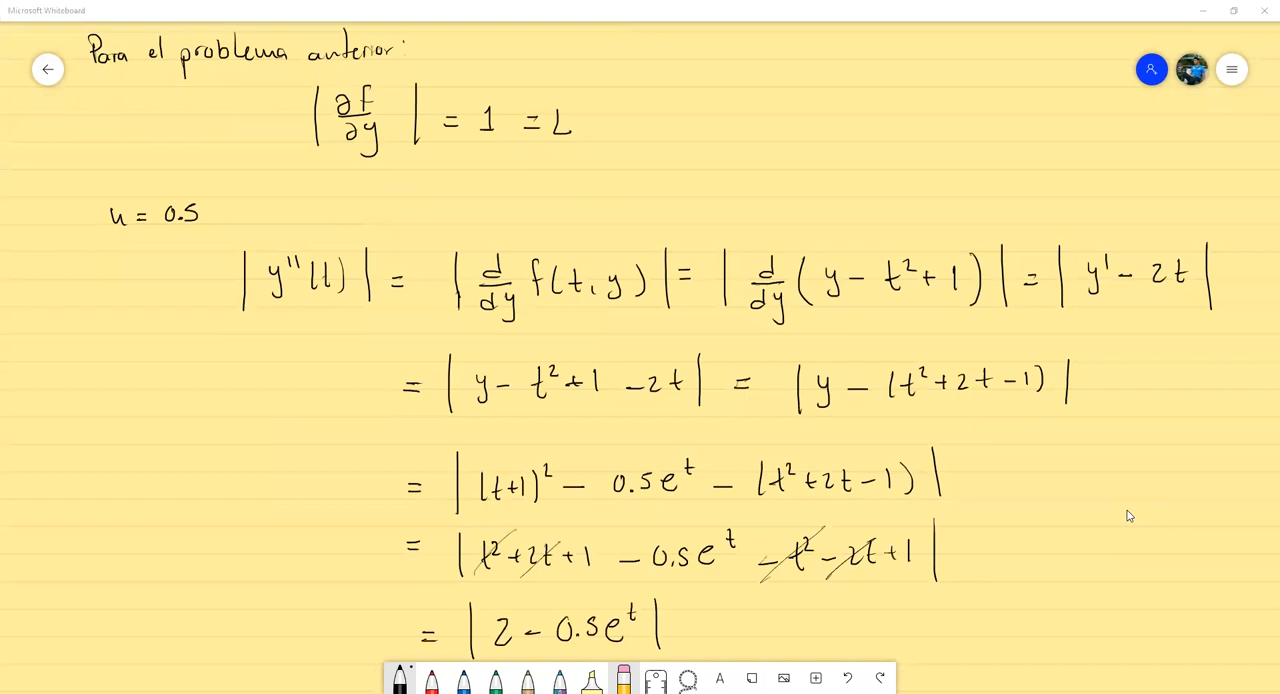 Microsoft Whiteboard
Para el problema anterior:
| ∂f/∂y | = 1 = L
h = 0.5
| y''(t) | = | d/dy f(t, y) | = | d/dy ( y - t² + 1 ) | = | y' - 2t |
= | y - t² + 1 - 2t | = | y - (t² + 2t - 1) |
= | (t+1)² - 0.5e^t - (t² + 2t - 1) |
= | t² + 2t + 1 - 0.5e^t - t² - 2t + 1 |
= | 2 - 0.5e^t |
A